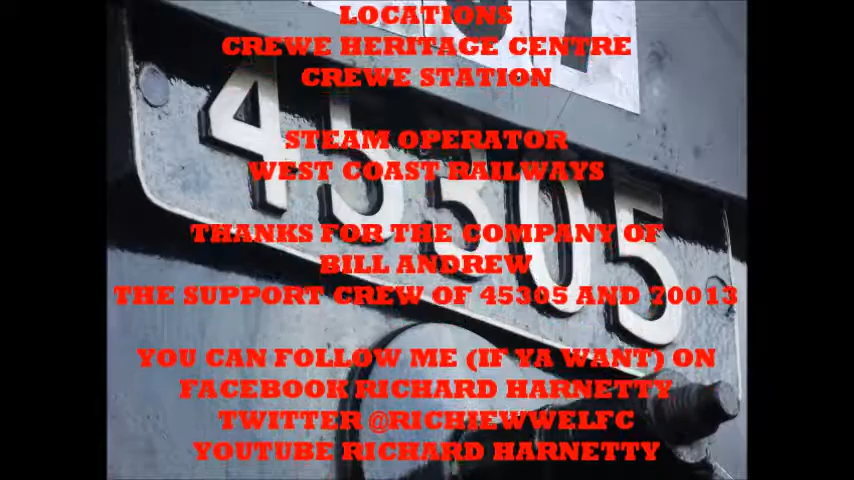 LOCATIONS
CREWE HERITAGE CENTRE
CREWE STATION
STEAM OPERATOR
WEST COAST RAILWAYS
THANKS FOR THE COMPANY OF
BILL ANDREW
THE SUPPORT CREW OF 45305 AND 70013
YOU CAN FOLLOW ME (IF YA WANT) ON
FACEBOOK RICHARD HARNETTY
TWITTER @RICHIEWWELFC
YOUTUBE RICHARD HARNETTY
45305